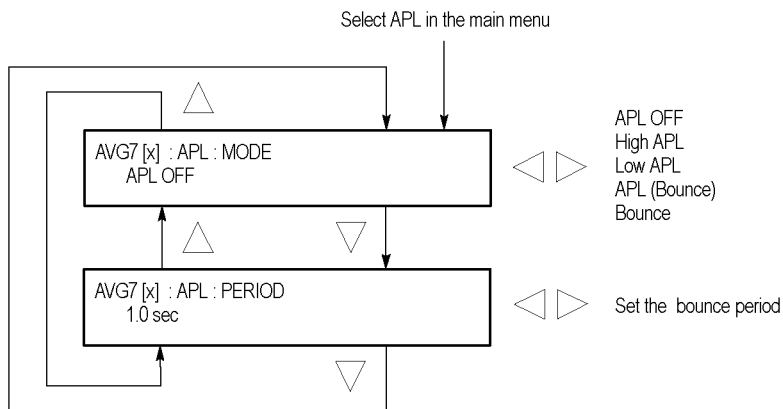 Select APL in the main menu
AVG7 [x] : APL : MODE
APL OFF
APL OFF
High APL
Low APL
APL (Bounce)
Bounce
AVG7 [x] : APL : PERIOD
1.0 sec
Set the bounce period